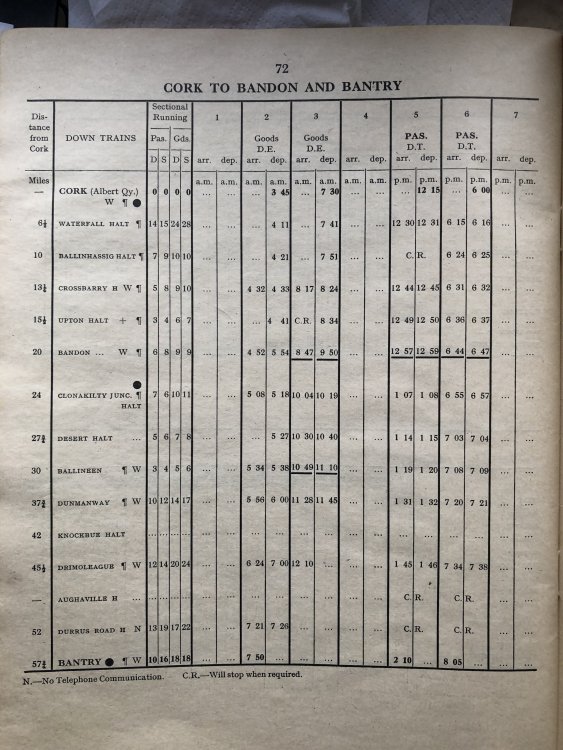 72
CORK TO BANDON AND BANTRY
Distance from Cork | DOWN TRAINS | Sectional Running | 1 | 2 | 3 | 4 | 5 | 6 | 7
Pas. | Gds. | Goods D.E. | Goods D.E. | PAS. D.T. | PAS. D.T.
D S D S | arr. dep. | arr. dep. | arr. dep. | arr. dep. | arr. dep. | arr. dep. | arr. dep.
Miles | a.m. a.m. | a.m. a.m. | a.m. a.m. | a.m. a.m. | p.m. p.m. | p.m. p.m. | p.m. p.m.
— CORK (Albert Qy.) W ¶ ● 0 0 0 0 ... ... ... 3 45 ... 7 30 ... ... ... 12 15 ... 6 00 ... ...
6½ WATERFALL HALT ¶ 14 15 24 28 ... ... ... 4 11 ... 7 41 ... ... 12 30 12 31 6 15 6 16 ... ...
10 BALLINHASSIG HALT ¶ 7 9 10 10 ... ... ... 4 21 ... 7 51 ... ... C. R. 6 24 6 25 ... ...
13½ CROSSBARRY H W ¶ 5 8 9 10 ... ... 4 32 4 33 8 17 8 24 ... ... 12 44 12 45 6 31 6 32 ... ...
15½ UPTON HALT + ¶ 3 4 6 7 ... ... ... 4 41 C.R. 8 34 ... ... 12 49 12 50 6 36 6 37 ... ...
20 BANDON ... W ¶ 6 8 9 9 ... ... 4 52 5 54 8 47 9 50 ... ... 12 57 12 59 6 44 6 47 ... ...
24 CLONAKILTY JUNC. ¶ HALT ● 7 6 10 11 ... ... 5 08 5 18 10 04 10 19 ... ... 1 07 1 08 6 55 6 57 ... ...
27¾ DESERT HALT ... 5 6 7 8 ... ... ... 5 27 10 30 10 40 ... ... 1 14 1 15 7 03 7 04 ... ...
30 BALLINEEN ¶ W 3 4 5 6 ... ... 5 34 5 38 10 49 11 10 ... ... 1 19 1 20 7 08 7 09 ... ...
37¾ DUNMANWAY ¶ W 10 12 14 17 ... ... 5 56 6 00 11 28 11 45 ... ... 1 31 1 32 7 20 7 21 ... ...
42 KNOCKBUE HALT ... ... ... ... ... ... ... ... ... ... ... ... ... ... ... ... ... ...
45½ DRIMOLEAGUE ¶ W 12 14 20 24 ... ... 6 24 7 00 12 10 ... ... ... 1 45 1 46 7 34 7 38 ... ...
— AUGHAVILLE H ... ... ... ... ... ... ... ... ... ... ... ... ... C. R. C. R. ... ...
52 DURRUS ROAD H N 13 19 17 22 ... ... 7 21 7 26 ... ... ... ... C. R. C. R. ... ...
57¾ BANTRY ● ¶ W 10 16 18 18 ... ... 7 50 ... ... ... ... ... 2 10 ... 8 05 ... ... ...
N.—No Telephone Communication. C.R.—Will stop when required.